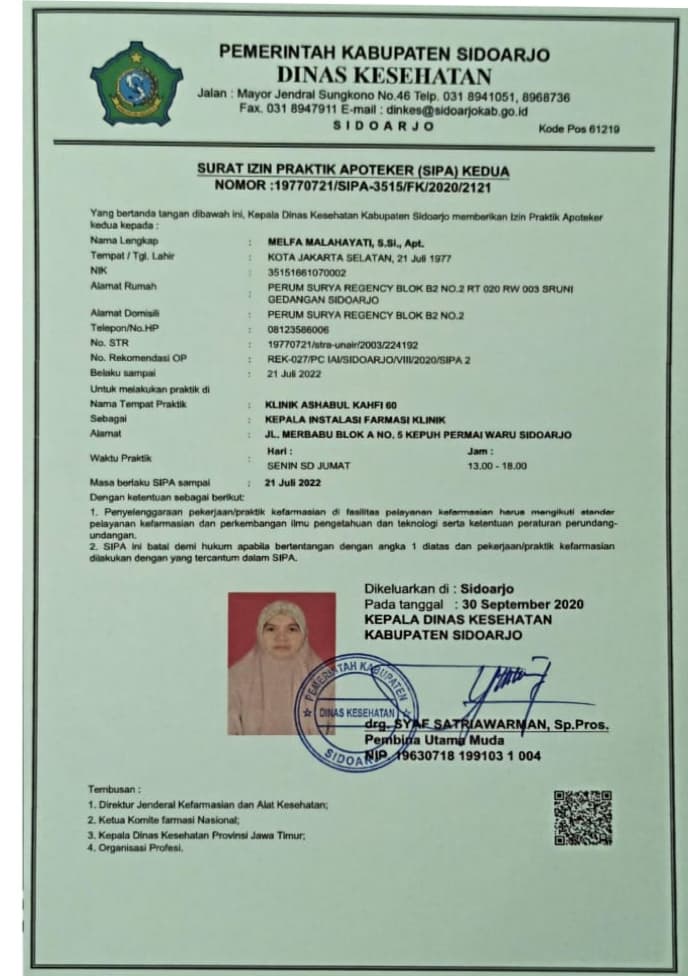 PEMERINTAH KABUPATEN SIDOARJO
DINAS KESEHATAN
Jalan : Mayor Jendral Sungkono No.46 Telp. 031 8941051, 8968736
Fax. 031 8947911 E-mail : dinkes@sidoarjokab.go.id
S I D O A R J O
Kode Pos 61219
SURAT IZIN PRAKTIK APOTEKER (SIPA) KEDUA
NOMOR :19770721/SIPA-3515/FK/2020/2121
Yang bertanda tangan dibawah ini, Kepala Dinas Kesehatan Kabupaten Sidoarjo memberikan Izin Praktik Apoteker
kedua kepada :
Nama Lengkap : MELFA MALAHAYATI, S.Si., Apt.
Tempat / Tgl. Lahir : KOTA JAKARTA SELATAN, 21 Juli 1977
NIK : 35151661070002
Alamat Rumah : PERUM SURYA REGENCY BLOK B2 NO.2 RT 020 RW 003 SRUNI
GEDANGAN SIDOARJO
Alamat Domisili : PERUM SURYA REGENCY BLOK B2 NO.2
Telepon/No.HP : 08123586006
No. STR : 19770721/stra-unair/2003/224192
No. Rekomendasi OP : REK-027/PC IAI/SIDOARJO/VIII/2020/SIPA 2
Belaku sampai : 21 Juli 2022
Untuk melakukan praktik di
Nama Tempat Praktik : KLINIK ASHABUL KAHFI 60
Sebagai : KEPALA INSTALASI FARMASI KLINIK
Alamat : JL. MERBABU BLOK A NO. 5 KEPUH PERMAI WARU SIDOARJO
Hari : Jam :
Waktu Praktik : SENIN SD JUMAT 13.00 - 18.00
Masa berlaku SIPA sampai : 21 Juli 2022
Dengan ketentuan sebagai berikut:
1. Penyelenggaraan pekerjaan/praktik kefarmasian di fasilitas pelayanan kefarmasian harus mengikuti standar
pelayanan kefarmasian dan perkembangan ilmu pengetahuan dan teknologi serta ketentuan peraturan perundang-
undangan.
2. SIPA ini batal demi hukum apabila bertentangan dengan angka 1 diatas dan pekerjaan/praktik kefarmasian
dilakukan dengan yang tercantum dalam SIPA.
Dikeluarkan di : Sidoarjo
Pada tanggal : 30 September 2020
KEPALA DINAS KESEHATAN
KABUPATEN SIDOARJO
PEMERINTAH KABUPATEN
DINAS KESEHATAN
SIDOARJO
drg. SYAF SATRIAWARMAN, Sp.Pros.
Pembina Utama Muda
NIP. 19630718 199103 1 004
Tembusan :
1. Direktur Jenderal Kefarmasian dan Alat Kesehatan;
2. Ketua Komite farmasi Nasional;
3. Kepala Dinas Kesehatan Provinsi Jawa Timur;
4. Organisasi Profesi.